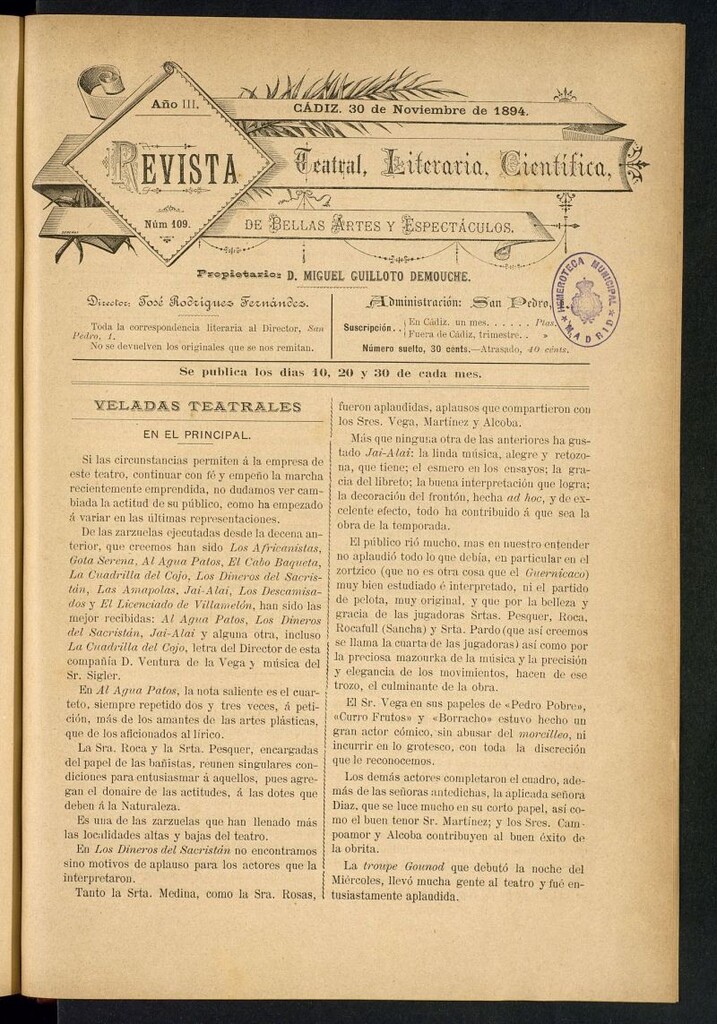 Año III.
CÁDIZ. 30 de Noviembre de 1894.
REVISTA
Teatral, Literaria, Científica,
Núm 109.
DE BELLAS ARTES Y ESPECTÁCULOS.
Propietario: D. MIGUEL GUILLOTO DEMOUCHE.
Director: José Rodríguez Fernández.
Toda la correspondencia literaria al Director, San
Pedro, 1.
No se devuelven los originales que se nos remitan.
Administración: San Pedro,
Suscripción.. En Cádiz. un mes. . . . . . Ptas.
Fuera de Cádiz, trimestre. . »
Número suelto, 30 cents.—Atrasado, 40 cents.
HEMEROTECA MUNICIPAL
MADRID
Se publica los días 10, 20 y 30 de cada mes.
VELADAS TEATRALES
EN EL PRINCIPAL.
Si las circunstancias permiten á la empresa de
este teatro, continuar con fé y empeño la marcha
recientemente emprendida, no dudamos ver cam-
biada la actitud de su público, como ha empezado
á variar en las últimas representaciones.
De las zarzuelas ejecutadas desde la decena an-
terior, que creemos han sido Los Africanistas,
Gota Serena, Al Agua Patos, El Cabo Baqueta,
La Cuadrilla del Cojo, Los Dineros del Sacris-
tán, Las Amapolas, Jai-Alai, Los Descamisa-
dos y El Licenciado de Villamelón, han sido las
mejor recibidas: Al Agua Patos, Los Dineros
del Sacristán, Jai-Alai y alguna otra, incluso
La Cuadrilla del Cojo, letra del Director de esta
compañía D. Ventura de la Vega y música del
Sr. Sigler.
En Al Agua Patos, la nota saliente es el cuar-
teto, siempre repetido dos y tres veces, á peti-
ción, más de los amantes de las artes plásticas,
que de los aficionados al lírico.
La Sra. Roca y la Srta. Pesquer, encargadas
del papel de las bañistas, reunen singulares con-
diciones para entusiasmar á aquellos, pues agre-
gan el donaire de las actitudes, á las dotes que
deben á la Naturaleza.
Es una de las zarzuelas que han llenado más
las localidades altas y bajas del teatro.
En Los Dineros del Sacristán no encontramos
sino motivos de aplauso para los actores que la
interpretaron.
Tanto la Srta. Medina, como la Sra. Rosas,
fueron aplaudidas, aplausos que compartieron con
los Sres. Vega, Martínez y Alcoba.
Más que ninguna otra de las anteriores ha gus-
tado Jai-Alai: la linda música, alegre y retozo-
na, que tiene; el esmero en los ensayos; la gra-
cia del libreto; la buena interpretación que logra;
la decoración del frontón, hecha ad hoc, y de ex-
celente efecto, todo ha contribuido á que sea la
obra de la temporada.
El público rió mucho, mas en nuestro entender
no aplaudió todo lo que debía, en particular en el
zortzico (que no es otra cosa que el Guernicaco)
muy bien estudiado é interpretado, ni el partido
de pelota, muy original, y que por la belleza y
gracia de las jugadoras Srtas. Pesquer, Roca,
Rocafull (Sancha) y Srta. Pardo (que así creemos
se llama la cuarta de las jugadoras) así como por
la preciosa mazourka de la música y la precisión
y elegancia de los movimientos, hacen de ese
trozo, el culminante de la obra.
El Sr. Vega en sus papeles de «Pedro Pobre»,
«Curro Frutos» y «Borracho» estuvo hecho un
gran actor cómico, sin abusar del morcilleo, ni
incurrir en lo grotesco, con toda la discreción
que le reconocemos.
Los demás actores completaron el cuadro, ade-
más de las señoras antedichas, la aplicada señora
Díaz, que se luce mucho en su corto papel, así co-
mo el buen tenor Sr. Martínez; y los Sres. Cam-
poamor y Alcoba contribuyen al buen éxito de
la obrita.
La troupe Gounod que debutó la noche del
Miércoles, llevó mucha gente al teatro y fué en-
tusiastamente aplaudida.